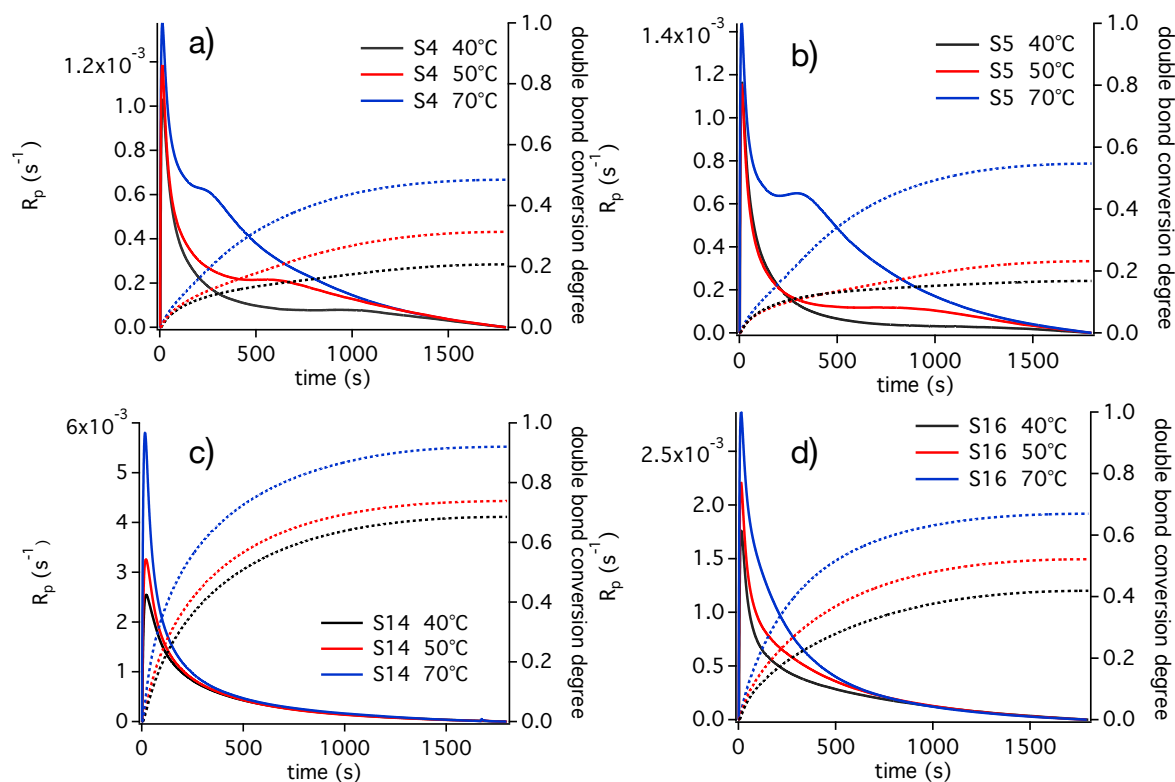 a)
S4 40°C
S4 50°C
S4 70°C
1.2x10⁻³
1.0
0.8
0.6
0.4
0.2
0.0
Rₚ (s⁻¹)
1.0
0.8
0.6
0.4
0.2
0.0
double bond conversion degree
0 500 1000 1500
time (s)
b)
S5 40°C
S5 50°C
S5 70°C
1.4x10⁻³
1.2
1.0
0.8
0.6
0.4
0.2
0.0
Rₚ (s⁻¹)
1.0
0.8
0.6
0.4
0.2
0.0
double bond conversion degree
0 500 1000 1500
time (s)
c)
S14 40°C
S14 50°C
S14 70°C
6x10⁻³
5
4
3
2
1
0
Rₚ (s⁻¹)
1.0
0.8
0.6
0.4
0.2
0.0
double bond conversion degree
0 500 1000 1500
time (s)
d)
S16 40°C
S16 50°C
S16 70°C
2.5x10⁻³
2.0
1.5
1.0
0.5
0.0
Rₚ (s⁻¹)
1.0
0.8
0.6
0.4
0.2
0.0
double bond conversion degree
0 500 1000 1500
time (s)